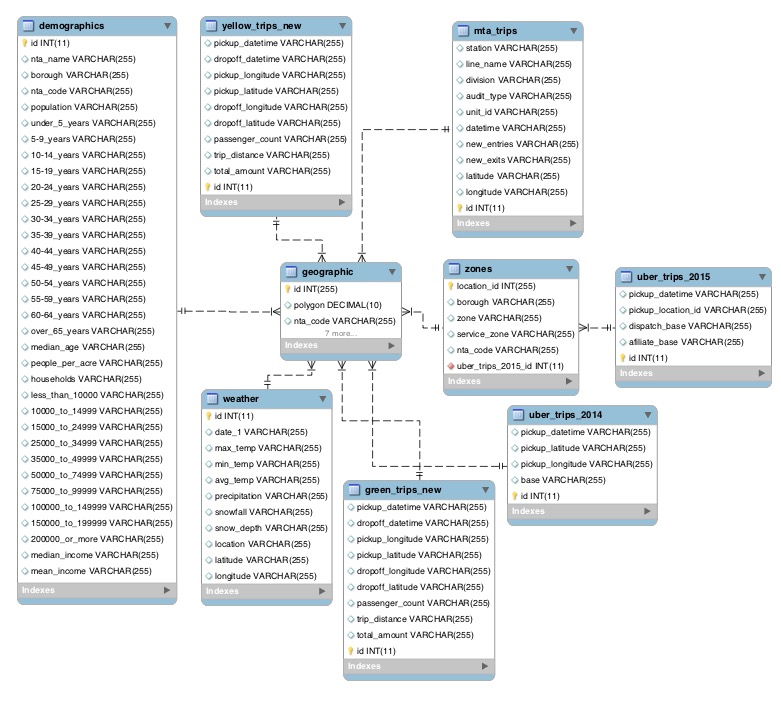 demographics
id INT(11)
nta_name VARCHAR(255)
borough VARCHAR(255)
nta_code VARCHAR(255)
population VARCHAR(255)
under_5_years VARCHAR(255)
5-9_years VARCHAR(255)
10-14_years VARCHAR(255)
15-19_years VARCHAR(255)
20-24_years VARCHAR(255)
25-29_years VARCHAR(255)
30-34_years VARCHAR(255)
35-39_years VARCHAR(255)
40-44_years VARCHAR(255)
45-49_years VARCHAR(255)
50-54_years VARCHAR(255)
55-59_years VARCHAR(255)
60-64_years VARCHAR(255)
over_65_years VARCHAR(255)
median_age VARCHAR(255)
people_per_acre VARCHAR(255)
households VARCHAR(255)
less_than_10000 VARCHAR(255)
10000_to_14999 VARCHAR(255)
15000_to_24999 VARCHAR(255)
25000_to_34999 VARCHAR(255)
35000_to_49999 VARCHAR(255)
50000_to_74999 VARCHAR(255)
75000_to_99999 VARCHAR(255)
100000_to_149999 VARCHAR(255)
150000_to_199999 VARCHAR(255)
200000_or_more VARCHAR(255)
median_income VARCHAR(255)
mean_income VARCHAR(255)
Indexes
yellow_trips_new
pickup_datetime VARCHAR(255)
dropoff_datetime VARCHAR(255)
pickup_longitude VARCHAR(255)
pickup_latitude VARCHAR(255)
dropoff_longitude VARCHAR(255)
dropoff_latitude VARCHAR(255)
passenger_count VARCHAR(255)
trip_distance VARCHAR(255)
total_amount VARCHAR(255)
id INT(11)
Indexes
mta_trips
station VARCHAR(255)
line_name VARCHAR(255)
division VARCHAR(255)
audit_type VARCHAR(255)
unit_id VARCHAR(255)
datetime VARCHAR(255)
new_entries VARCHAR(255)
new_exits VARCHAR(255)
latitude VARCHAR(255)
longitude VARCHAR(255)
id INT(11)
Indexes
geographic
id INT(255)
polygon DECIMAL(10)
nta_code VARCHAR(255)
7 more...
Indexes
zones
location_id INT(255)
borough VARCHAR(255)
zone VARCHAR(255)
service_zone VARCHAR(255)
nta_code VARCHAR(255)
uber_trips_2015_id INT(11)
Indexes
uber_trips_2015
pickup_datetime VARCHAR(255)
pickup_location_id VARCHAR(255)
dispatch_base VARCHAR(255)
afiliate_base VARCHAR(255)
id INT(11)
Indexes
weather
id INT(11)
date_1 VARCHAR(255)
max_temp VARCHAR(255)
min_temp VARCHAR(255)
avg_temp VARCHAR(255)
precipitation VARCHAR(255)
snowfall VARCHAR(255)
snow_depth VARCHAR(255)
location VARCHAR(255)
latitude VARCHAR(255)
longitude VARCHAR(255)
Indexes
uber_trips_2014
pickup_datetime VARCHAR(255)
pickup_latitude VARCHAR(255)
pickup_longitude VARCHAR(255)
base VARCHAR(255)
id INT(11)
Indexes
green_trips_new
pickup_datetime VARCHAR(255)
dropoff_datetime VARCHAR(255)
pickup_longitude VARCHAR(255)
pickup_latitude VARCHAR(255)
dropoff_longitude VARCHAR(255)
dropoff_latitude VARCHAR(255)
passenger_count VARCHAR(255)
trip_distance VARCHAR(255)
total_amount VARCHAR(255)
id INT(11)
Indexes